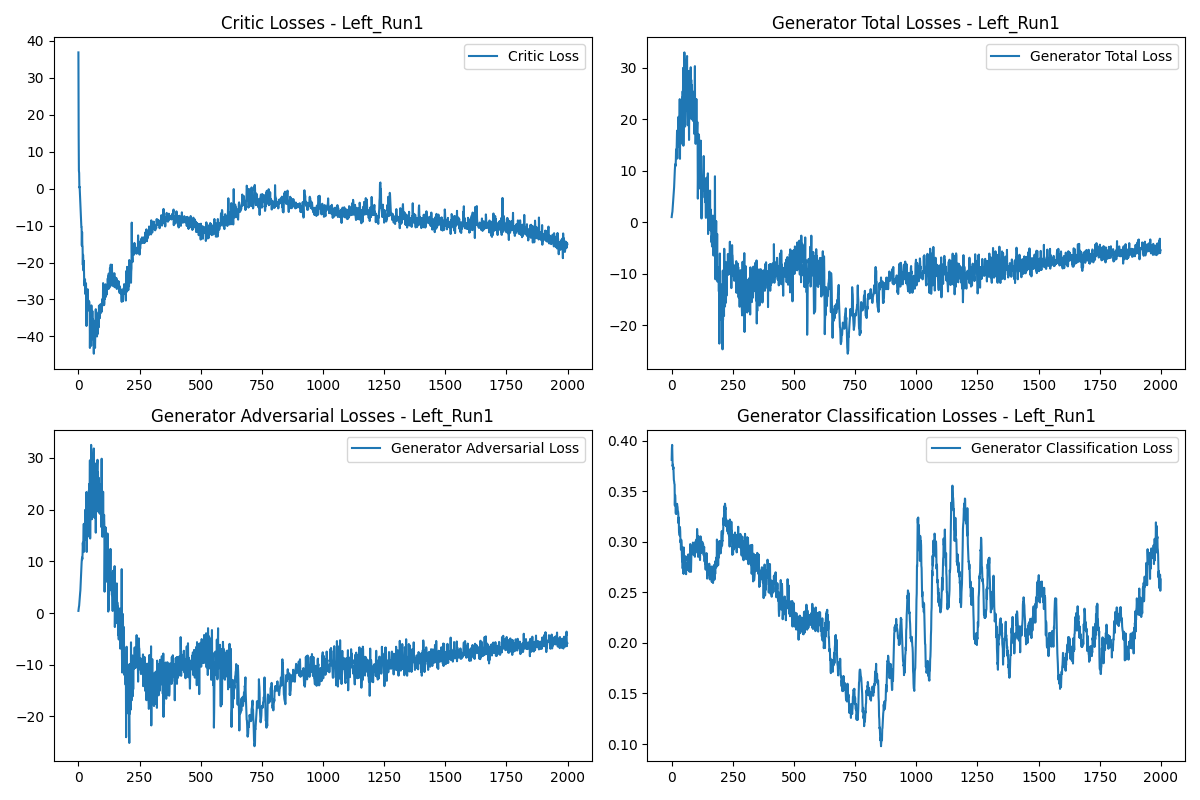 Critic Losses - Left_Run1
Critic Loss
40
30
20
10
0
−10
−20
−30
−40
0 250 500 750 1000 1250 1500 1750 2000
Generator Total Losses - Left_Run1
Generator Total Loss
30
20
10
0
−10
−20
0 250 500 750 1000 1250 1500 1750 2000
Generator Adversarial Losses - Left_Run1
Generator Adversarial Loss
30
20
10
0
−10
−20
0 250 500 750 1000 1250 1500 1750 2000
Generator Classification Losses - Left_Run1
Generator Classification Loss
0.40
0.35
0.30
0.25
0.20
0.15
0.10
0 250 500 750 1000 1250 1500 1750 2000